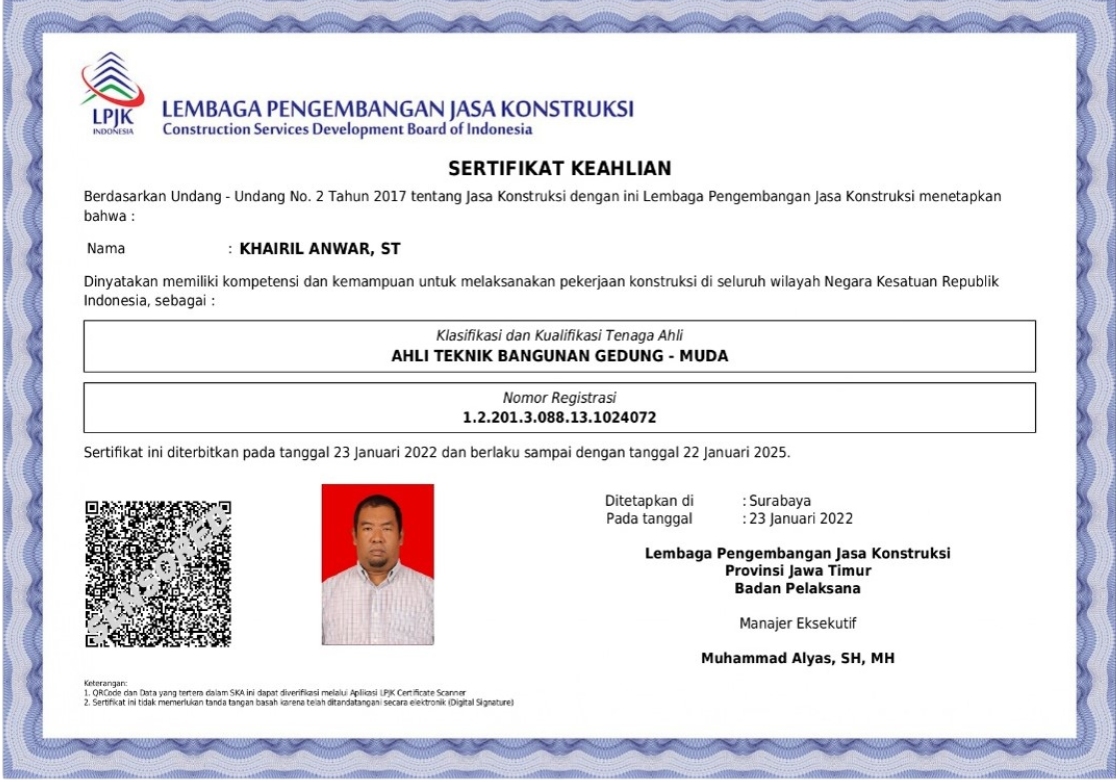 LPJK
INDONESIA
LEMBAGA PENGEMBANGAN JASA KONSTRUKSI
Construction Services Development Board of Indonesia
SERTIFIKAT KEAHLIAN
Berdasarkan Undang - Undang No. 2 Tahun 2017 tentang Jasa Konstruksi dengan ini Lembaga Pengembangan Jasa Konstruksi menetapkan
bahwa :
Nama : KHAIRIL ANWAR, ST
Dinyatakan memiliki kompetensi dan kemampuan untuk melaksanakan pekerjaan konstruksi di seluruh wilayah Negara Kesatuan Republik
Indonesia, sebagai :
Klasifikasi dan Kualifikasi Tenaga Ahli
AHLI TEKNIK BANGUNAN GEDUNG - MUDA
Nomor Registrasi
1.2.201.3.088.13.1024072
Sertifikat ini diterbitkan pada tanggal 23 Januari 2022 dan berlaku sampai dengan tanggal 22 Januari 2025.
CENSORED
Ditetapkan di : Surabaya
Pada tanggal : 23 Januari 2022
Lembaga Pengembangan Jasa Konstruksi
Provinsi Jawa Timur
Badan Pelaksana
Manajer Eksekutif
Muhammad Alyas, SH, MH
Keterangan:
1. QRCode dan Data yang tertera dalam SKA ini dapat diverifikasi melalui Aplikasi LPJK Certificate Scanner
2. Sertifikat ini tidak memerlukan tanda tangan basah karena telah ditandatangani secara elektronik (Digital Signature)